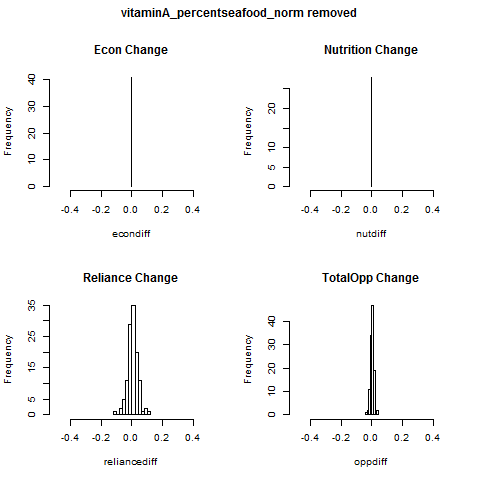 vitaminA_percentseafood_norm removed
Econ Change
Frequency
0 10 20 30 40
-0.4 -0.2 0.0 0.2 0.4
econdiff
Nutrition Change
Frequency
0 5 10 20
-0.4 -0.2 0.0 0.2 0.4
nutdiff
Reliance Change
Frequency
0 5 15 25 35
-0.4 -0.2 0.0 0.2 0.4
reliancediff
TotalOpp Change
Frequency
0 10 20 30 40
-0.4 -0.2 0.0 0.2 0.4
oppdiff